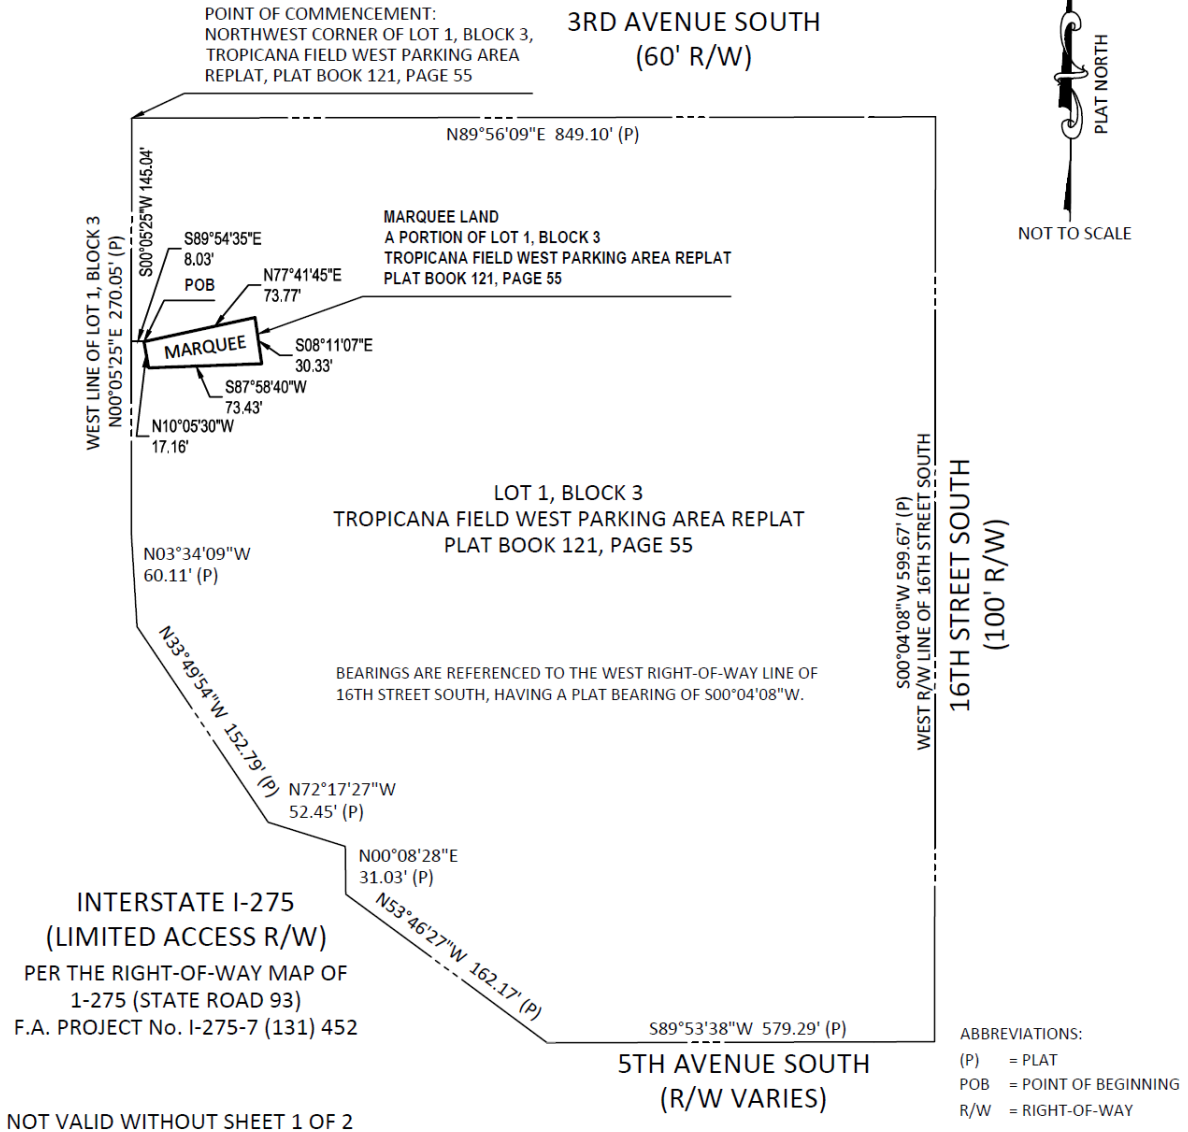 POINT OF COMMENCEMENT:
NORTHWEST CORNER OF LOT 1, BLOCK 3,
TROPICANA FIELD WEST PARKING AREA
REPLAT, PLAT BOOK 121, PAGE 55
3RD AVENUE SOUTH
(60' R/W)
PLAT NORTH
NOT TO SCALE
N89°56'09"E 849.10' (P)
S00°05'25"W 145.04'
WEST LINE OF LOT 1, BLOCK 3
N00°05'25"E 270.05' (P)
S89°54'35"E
8.03'
POB
N77°41'45"E
73.77'
MARQUEE LAND
A PORTION OF LOT 1, BLOCK 3
TROPICANA FIELD WEST PARKING AREA REPLAT
PLAT BOOK 121, PAGE 55
MARQUEE
S08°11'07"E
30.33'
S87°58'40"W
73.43'
N10°05'30"W
17.16'
LOT 1, BLOCK 3
TROPICANA FIELD WEST PARKING AREA REPLAT
PLAT BOOK 121, PAGE 55
S00°04'08"W 599.67' (P)
WEST R/W LINE OF 16TH STREET SOUTH
16TH STREET SOUTH
(100' R/W)
N03°34'09"W
60.11' (P)
N33°49'54"W 152.79' (P)
BEARINGS ARE REFERENCED TO THE WEST RIGHT-OF-WAY LINE OF
16TH STREET SOUTH, HAVING A PLAT BEARING OF S00°04'08"W.
N72°17'27"W
52.45' (P)
N00°08'28"E
31.03' (P)
N53°46'27"W 162.17' (P)
INTERSTATE I-275
(LIMITED ACCESS R/W)
PER THE RIGHT-OF-WAY MAP OF
1-275 (STATE ROAD 93)
F.A. PROJECT No. I-275-7 (131) 452
S89°53'38"W 579.29' (P)
5TH AVENUE SOUTH
(R/W VARIES)
ABBREVIATIONS:
(P) = PLAT
POB = POINT OF BEGINNING
R/W = RIGHT-OF-WAY
NOT VALID WITHOUT SHEET 1 OF 2